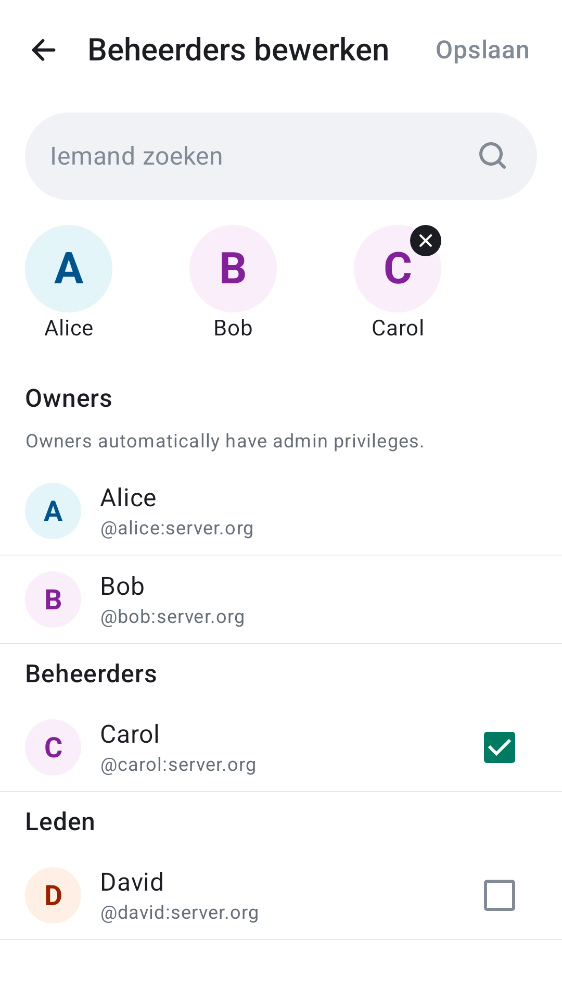 Beheerders bewerken
Opslaan
Iemand zoeken
A
B
C
Alice
Bob
Carol
Owners
Owners automatically have admin privileges.
A
Alice
@alice:server.org
B
Bob
@bob:server.org
Beheerders
C
Carol
@carol:server.org
Leden
D
David
@david:server.org